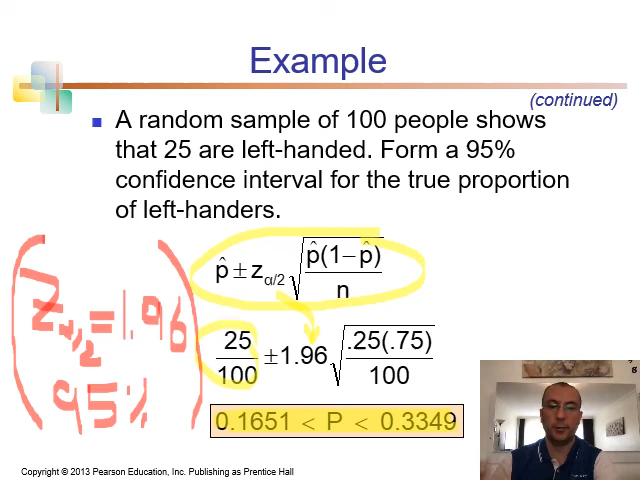 Example
(continued)
A random sample of 100 people shows
that 25 are left-handed. Form a 95%
confidence interval for the true proportion
of left-handers.
p̂ ± z_α/2 √(p̂(1−p̂)/n)
Z_α/2 = 1.96
95%
25/100 ± 1.96 √(.25(.75)/100)
0.1651 < P < 0.3349
Copyright © 2013 Pearson Education, Inc. Publishing as Prentice Hall